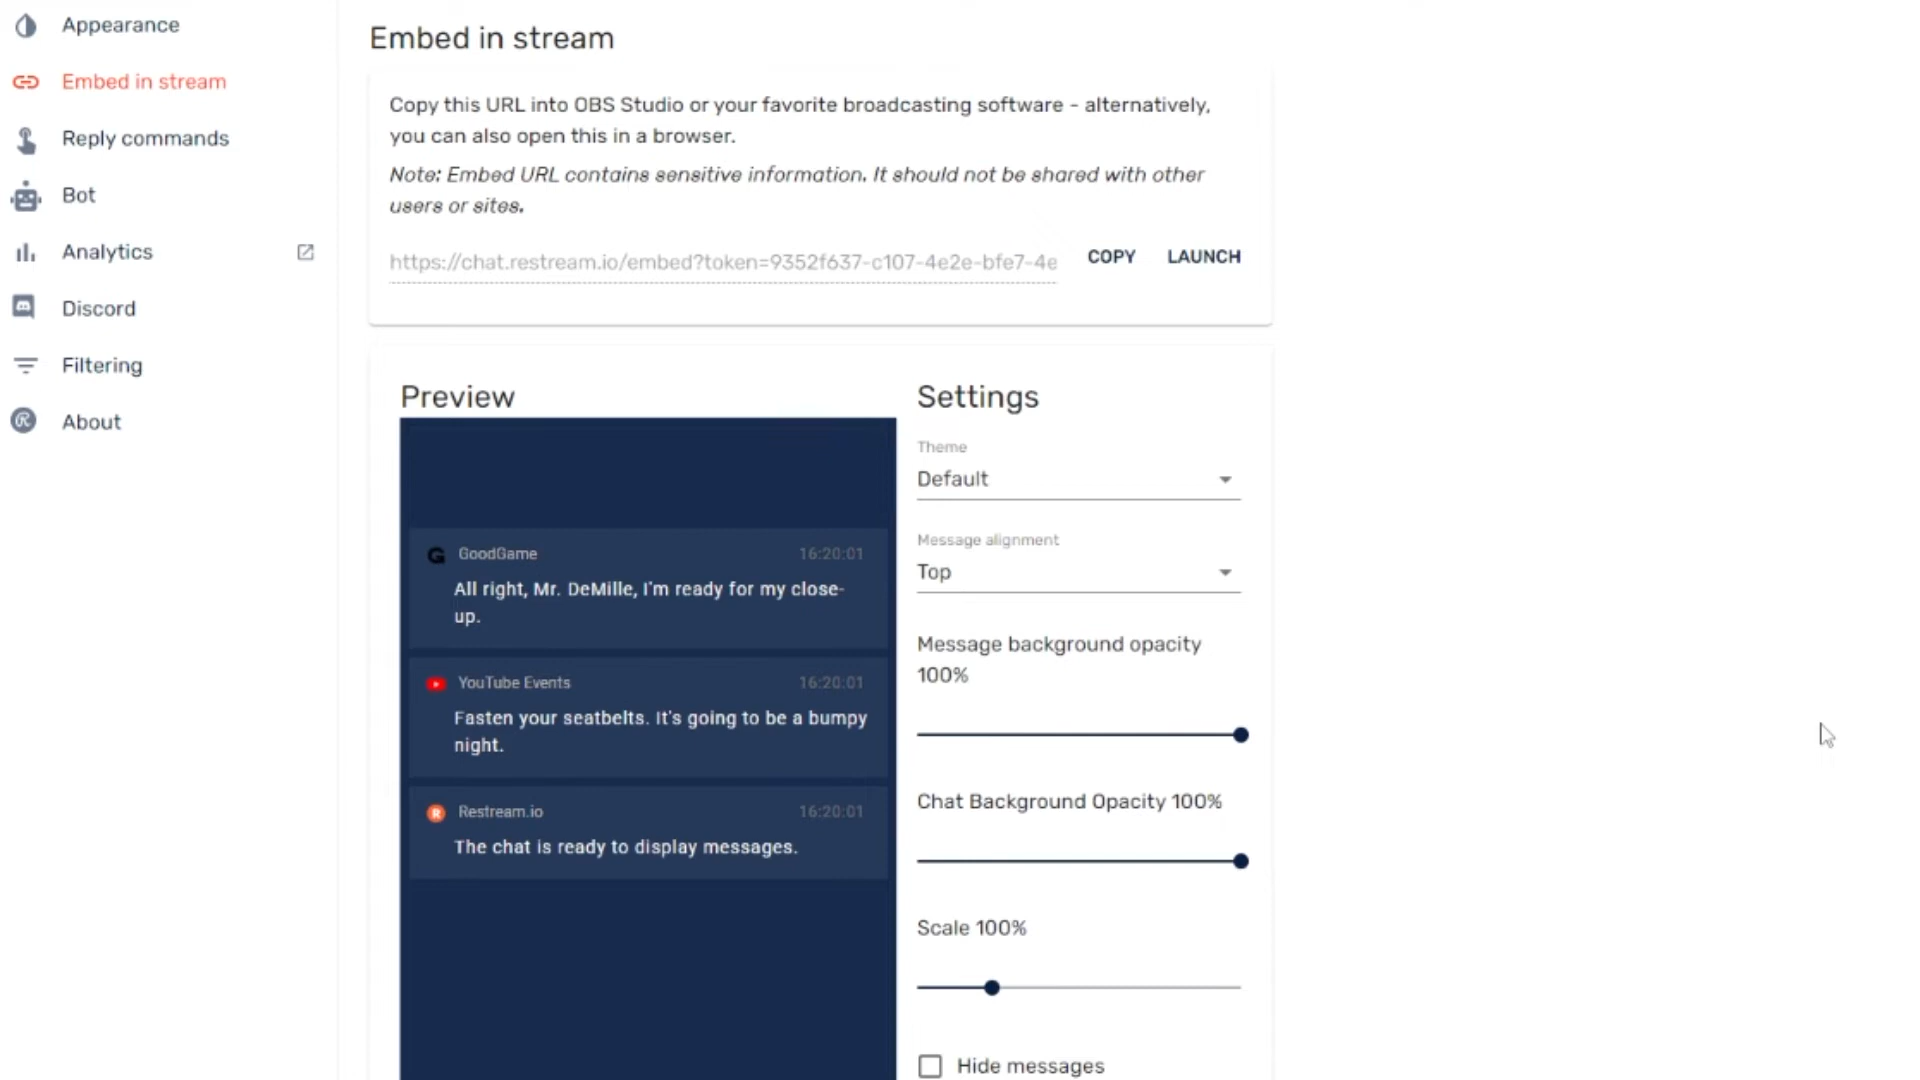 Appearance
Embed in stream
Reply commands
Bot
Analytics
Discord
Filtering
About
Embed in stream
Copy this URL into OBS Studio or your favorite broadcasting software - alternatively,
you can also open this in a browser.
Note: Embed URL contains sensitive information. It should not be shared with other
users or sites.
https://chat.restream.io/embed?token=9352f637-c107-4e2e-bfe7-4e
COPY
LAUNCH
Preview
GoodGame 16:20:01
All right, Mr. DeMille, I'm ready for my close-
up.
YouTube Events 16:20:01
Fasten your seatbelts. It's going to be a bumpy
night.
Restream.io 16:20:01
The chat is ready to display messages.
Settings
Theme
Default
Message alignment
Top
Message background opacity
100%
Chat Background Opacity 100%
Scale 100%
Hide messages